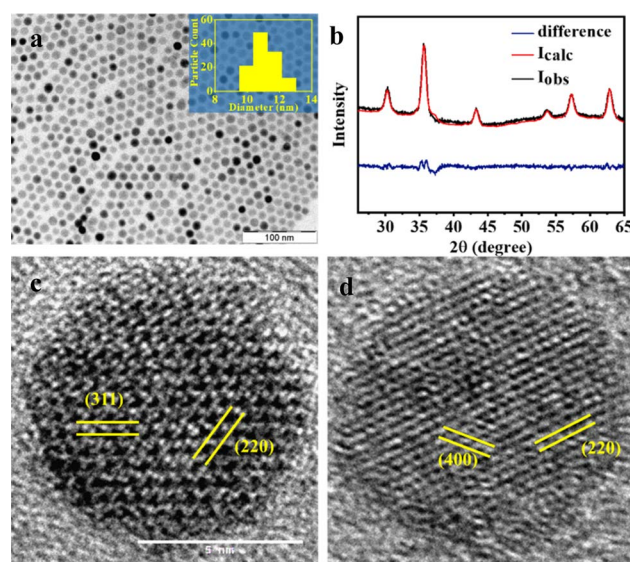 a
Particle Count
60
40
20
0
8 10 12 14
Diameter (nm)
100 nm
b
difference
Icalc
Iobs
Intensity
30 35 40 45 50 55 60 65
2θ (degree)
c
(311)
(220)
5 nm
d
(400)
(220)